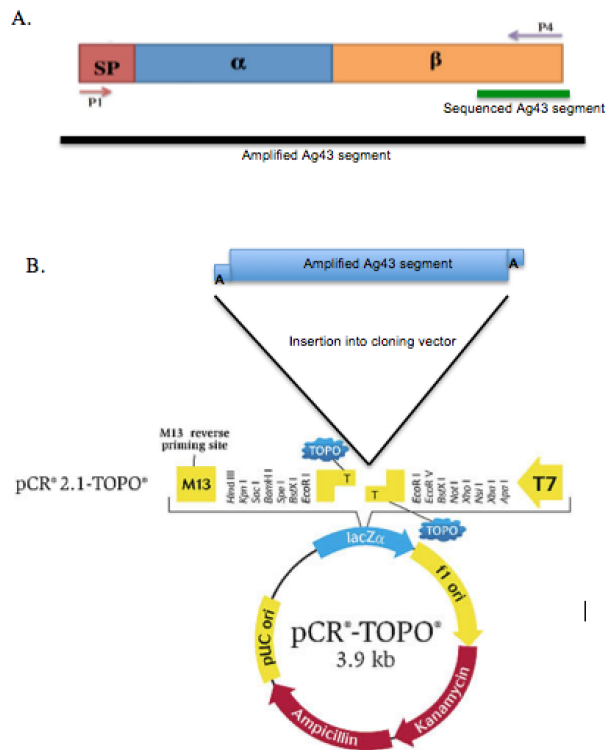 A.
P4
SP α β
P1
Sequenced Ag43 segment
Amplified Ag43 segment
B.
A Amplified Ag43 segment A
Insertion into cloning vector
M13 reverse
priming site
TOPO
pCR® 2.1-TOPO®
M13
Hind III
Kpn I
Sac I
BamH I
Spe I
BstX I
EcoR I
T
T
EcoR I
EcoR V
BstX I
Not I
Xho I
Nsi I
Xba I
Apa I
T7
TOPO
lacZα
f1 ori
pUC ori
pCR®-TOPO®
3.9 kb
Kanamycin
Ampicillin